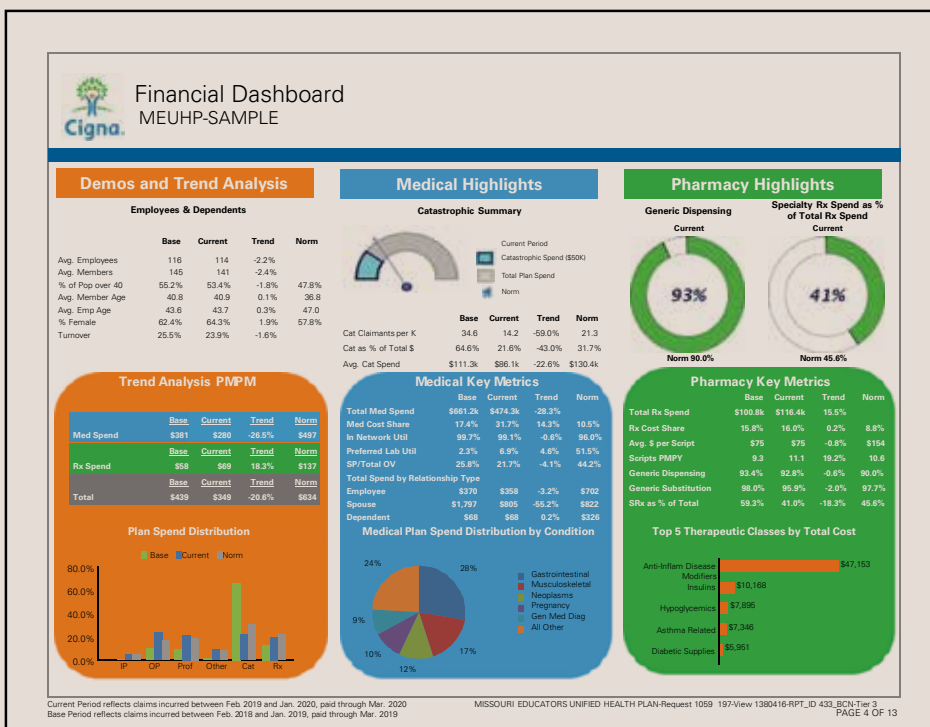 Cigna.
Financial Dashboard
MEUHP-SAMPLE
Demos and Trend Analysis
Employees & Dependents
Base Current Trend Norm
Avg. Employees 116 114 -2.2%
Avg. Members 145 141 -2.4%
% of Pop over 40 55.2% 53.4% -1.8% 47.8%
Avg. Member Age 40.8 40.9 0.1% 36.8
Avg. Emp Age 43.6 43.7 0.3% 47.0
% Female 62.4% 64.3% 1.9% 57.8%
Turnover 25.5% 23.9% -1.6%
Trend Analysis PMPM
Base Current Trend Norm
Med Spend $381 $280 -26.5% $497
Base Current Trend Norm
Rx Spend $58 $69 18.3% $137
Base Current Trend Norm
Total $439 $349 -20.6% $634
Plan Spend Distribution
Base Current Norm
80.0%
60.0%
40.0%
20.0%
0.0%
IP OP Prof Other Cat Rx
Medical Highlights
Catastrophic Summary
Current Period
Catastrophic Spend ($50K)
Total Plan Spend
Norm
Base Current Trend Norm
Cat Claimants per K 34.6 14.2 -59.0% 21.3
Cat as % of Total $ 64.6% 21.6% -43.0% 31.7%
Avg. Cat Spend $111.3k $86.1k -22.6% $130.4k
Medical Key Metrics
Base Current Trend Norm
Total Med Spend $661.2k $474.3k -28.3%
Med Cost Share 17.4% 31.7% 14.3% 10.5%
In Network Util 99.7% 99.1% -0.6% 96.0%
Preferred Lab Util 2.3% 6.9% 4.6% 51.5%
SP/Total OV 25.8% 21.7% -4.1% 44.2%
Total Spend by Relationship Type
Employee $370 $358 -3.2% $702
Spouse $1,797 $805 -55.2% $822
Dependent $68 $68 0.2% $326
Medical Plan Spend Distribution by Condition
24%
28%
9%
10%
12%
17%
Gastrointestinal
Musculoskeletal
Neoplasms
Pregnancy
Gen Med Diag
All Other
Pharmacy Highlights
Generic Dispensing
Current
93%
Norm 90.0%
Specialty Rx Spend as %
of Total Rx Spend
Current
41%
Norm 45.6%
Pharmacy Key Metrics
Base Current Trend Norm
Total Rx Spend $100.8k $116.4k 15.5%
Rx Cost Share 15.8% 16.0% 0.2% 8.8%
Avg. $ per Script $75 $75 -0.8% $154
Scripts PMPY 9.3 11.1 19.2% 10.6
Generic Dispensing 93.4% 92.8% -0.6% 90.0%
Generic Substitution 98.0% 95.9% -2.0% 97.7%
SRx as % of Total 59.3% 41.0% -18.3% 45.6%
Top 5 Therapeutic Classes by Total Cost
Anti-Inflam Disease
Modifiers $47,153
Insulins $10,168
Hypoglycemics $7,895
Asthma Related $7,346
Diabetic Supplies $5,951
Current Period reflects claims incurred between Feb. 2019 and Jan. 2020, paid through Mar. 2020
Base Period reflects claims incurred between Feb. 2018 and Jan. 2019, paid through Mar. 2019
MISSOURI EDUCATORS UNIFIED HEALTH PLAN-Request 1059 197-View 1380416-RPT_ID 433_BCN-Tier 3
PAGE 4 OF 13